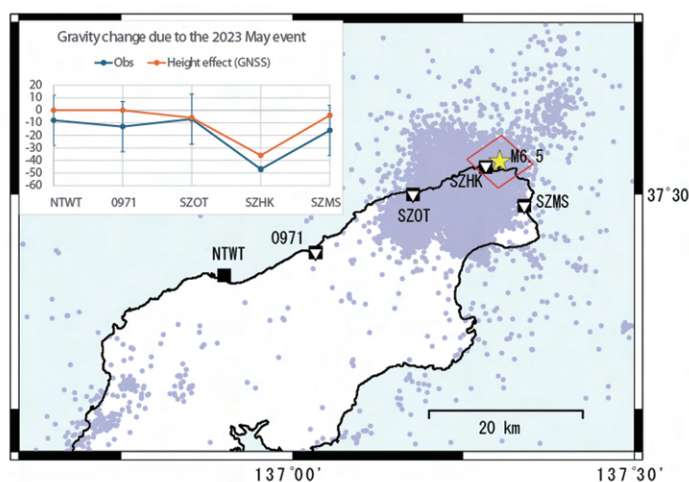 Gravity change due to the 2023 May event
Obs Height effect (GNSS)
20
10
0
-10
-20
-30
-40
-50
-60
NTWT 0971 SZOT SZHK SZMS
M6.5
SZHK
SZMS
SZOT
0971
NTWT
37°30
20 km
137°00'
137°30'